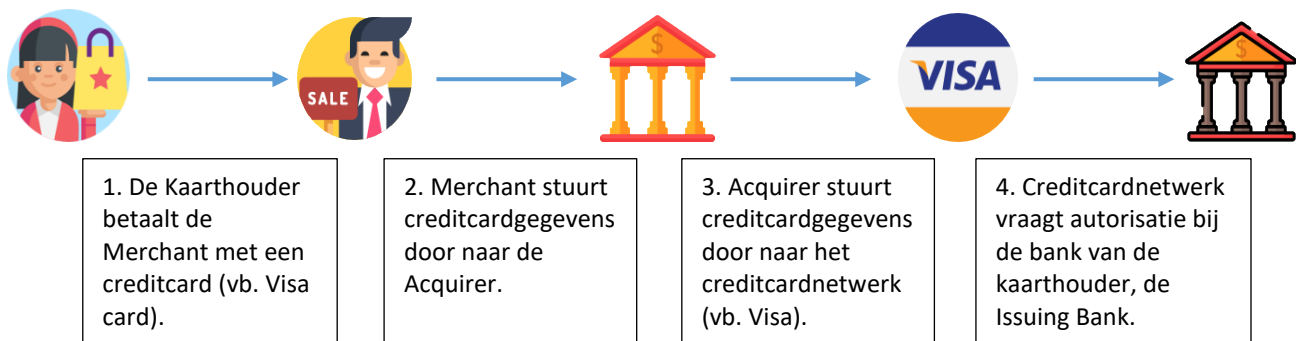 SALE
$
VISA
$
1. De Kaarthouder
betaalt de
Merchant met een
creditcard (vb. Visa
card).
2. Merchant stuurt
creditcardgegevens
door naar de
Acquirer.
3. Acquirer stuurt
creditcardgegevens
door naar het
creditcardnetwerk
(vb. Visa).
4. Creditcardnetwerk
vraagt autorisatie bij
de bank van de
kaarthouder, de
Issuing Bank.